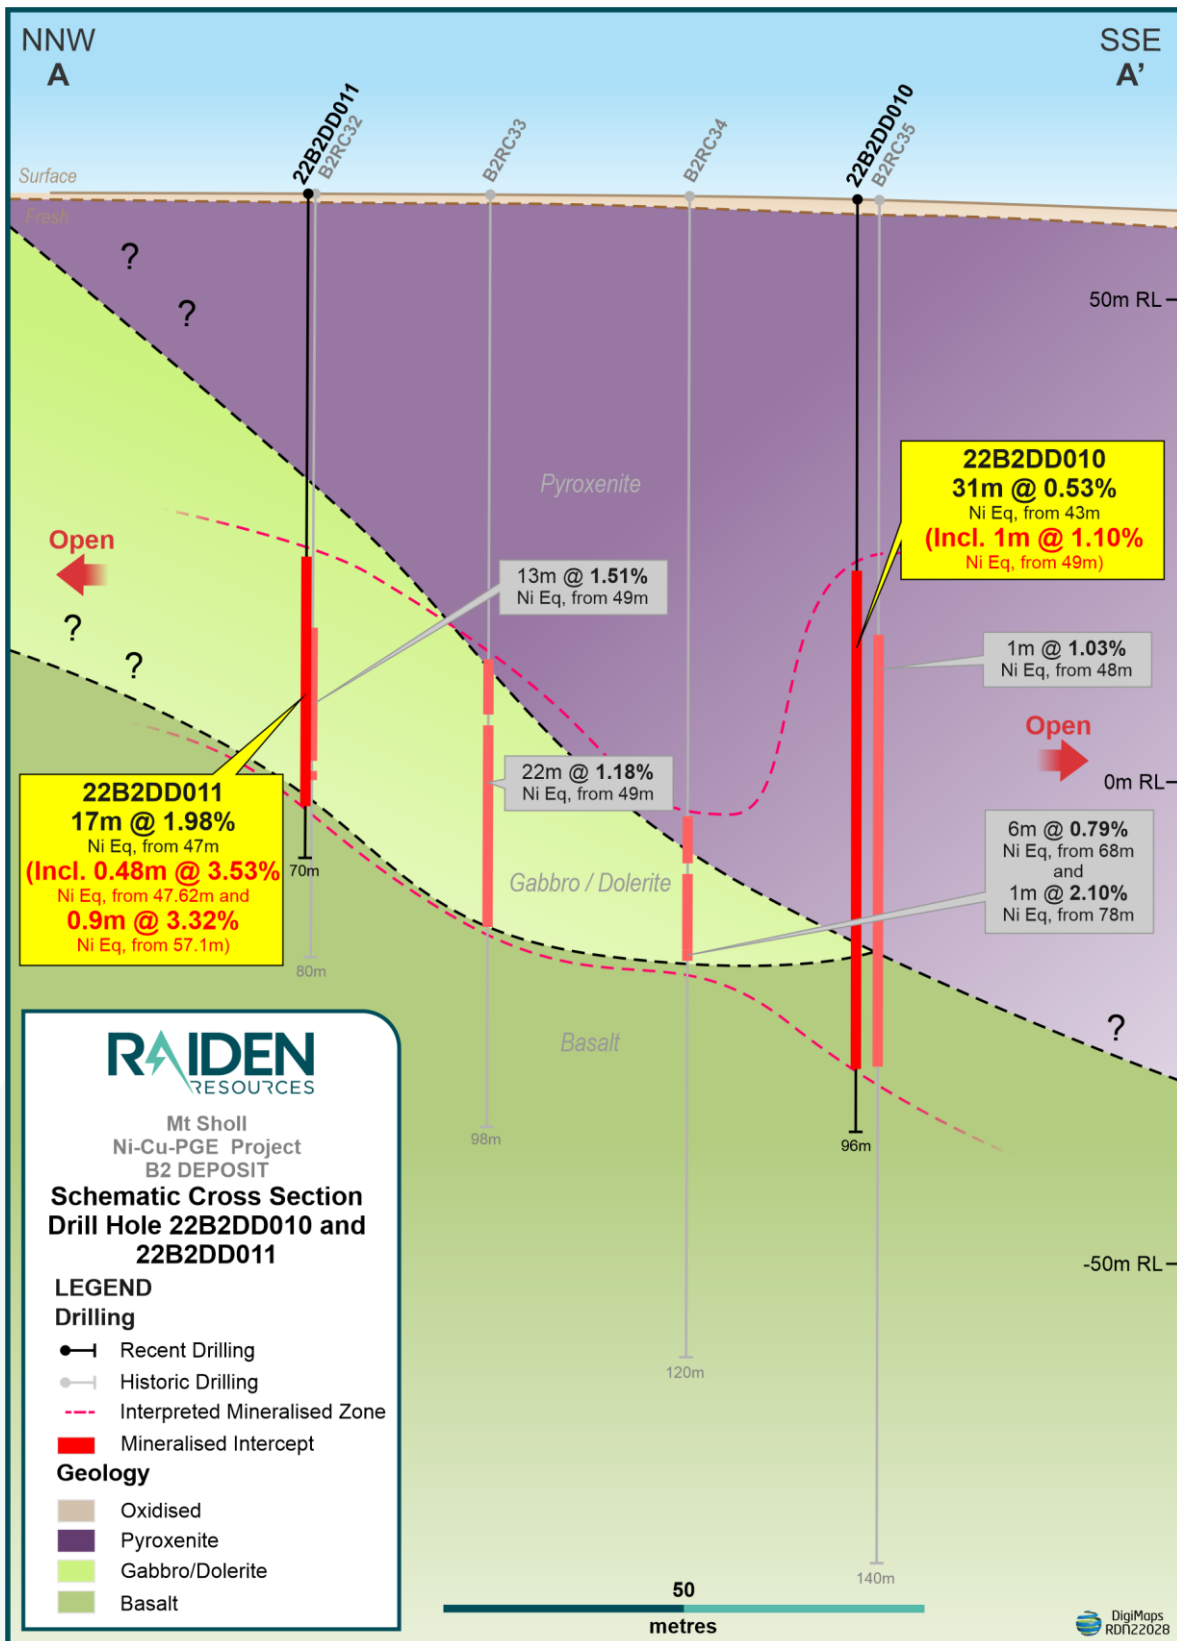 NNW
A
SSE
A'
22B2DD011
B2RC32
B2RC33
B2RC34
22B2DD010
B2RC35
Surface
Fresh
?
?
50m RL
Pyroxenite
22B2DD010
31m @ 0.53%
Ni Eq, from 43m
(Incl. 1m @ 1.10%
Ni Eq, from 49m)
Open
13m @ 1.51%
Ni Eq, from 49m
?
?
1m @ 1.03%
Ni Eq, from 48m
Open
22m @ 1.18%
Ni Eq, from 49m
0m RL
22B2DD011
17m @ 1.98%
Ni Eq, from 47m
(Incl. 0.48m @ 3.53%
Ni Eq, from 47.62m and
0.9m @ 3.32%
Ni Eq, from 57.1m)
6m @ 0.79%
Ni Eq, from 68m
and
1m @ 2.10%
Ni Eq, from 78m
70m
Gabbro / Dolerite
80m
?
Basalt
98m
96m
-50m RL
120m
140m
RAIDEN
RESOURCES
Mt Sholl
Ni-Cu-PGE Project
B2 DEPOSIT
Schematic Cross Section
Drill Hole 22B2DD010 and
22B2DD011
LEGEND
Drilling
Recent Drilling
Historic Drilling
Interpreted Mineralised Zone
Mineralised Intercept
Geology
Oxidised
Pyroxenite
Gabbro/Dolerite
Basalt
50
metres
DigiMaps
RDN22028